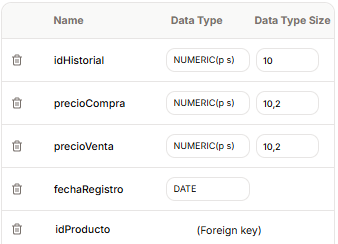 Name Data Type Data Type Size
idHistorial NUMERIC(p s) 10
precioCompra NUMERIC(p s) 10,2
precioVenta NUMERIC(p s) 10,2
fechaRegistro DATE
idProducto (Foreign key)